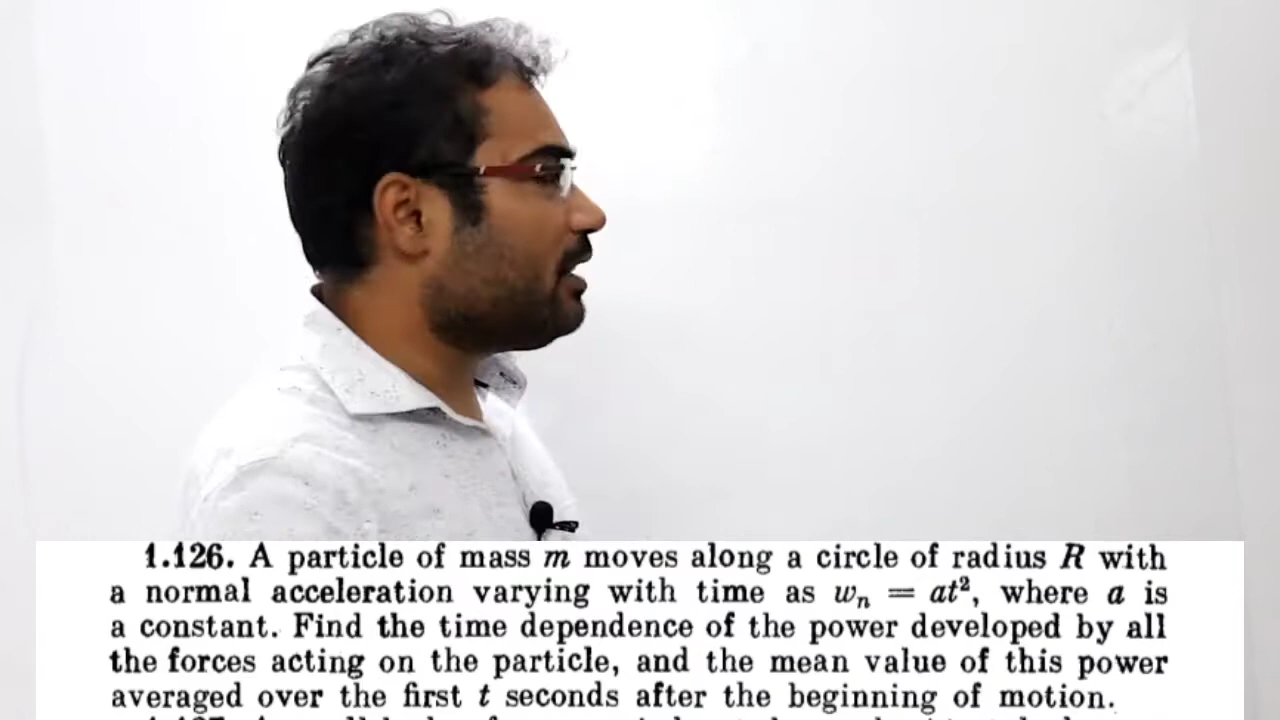 1.126. A particle of mass m moves along a circle of radius R with
a normal acceleration varying with time as wₙ = at², where a is
a constant. Find the time dependence of the power developed by all
the forces acting on the particle, and the mean value of this power
averaged over the first t seconds after the beginning of motion.